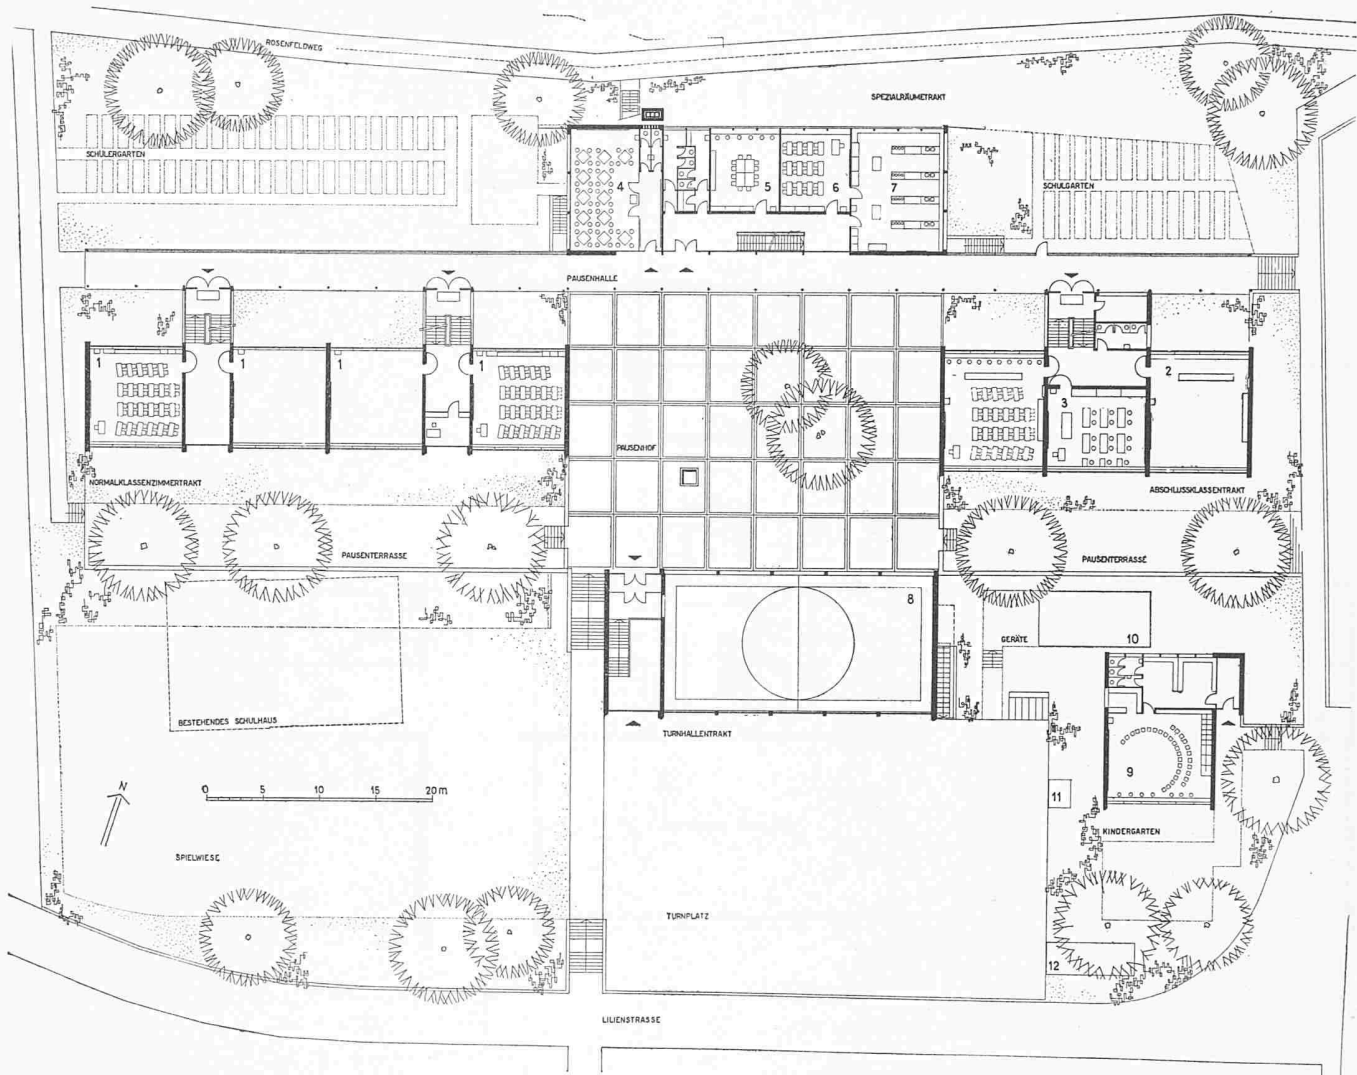 ROSENFELDWEG
SPEZIALRÄUMETRAKT
SCHÜLERGARTEN
4
5
6
7
SCHULGARTEN
PAUSENHALLE
1
1
1
2
3
PAUSENHOF
NORMALKLASSENZIMMERTRAKT
ABSCHLUSSKLASSENTRAKT
PAUSENTERRASSE
PAUSENTERRASSE
8
GERÄTE
10
BESTEHENDES SCHULHAUS
TURNHALLENTRAKT
N
0 5 10 15 20 m
9
11
KINDERGARTEN
SPIELWIESE
TURNPLATZ
12
LILIENSTRASSE